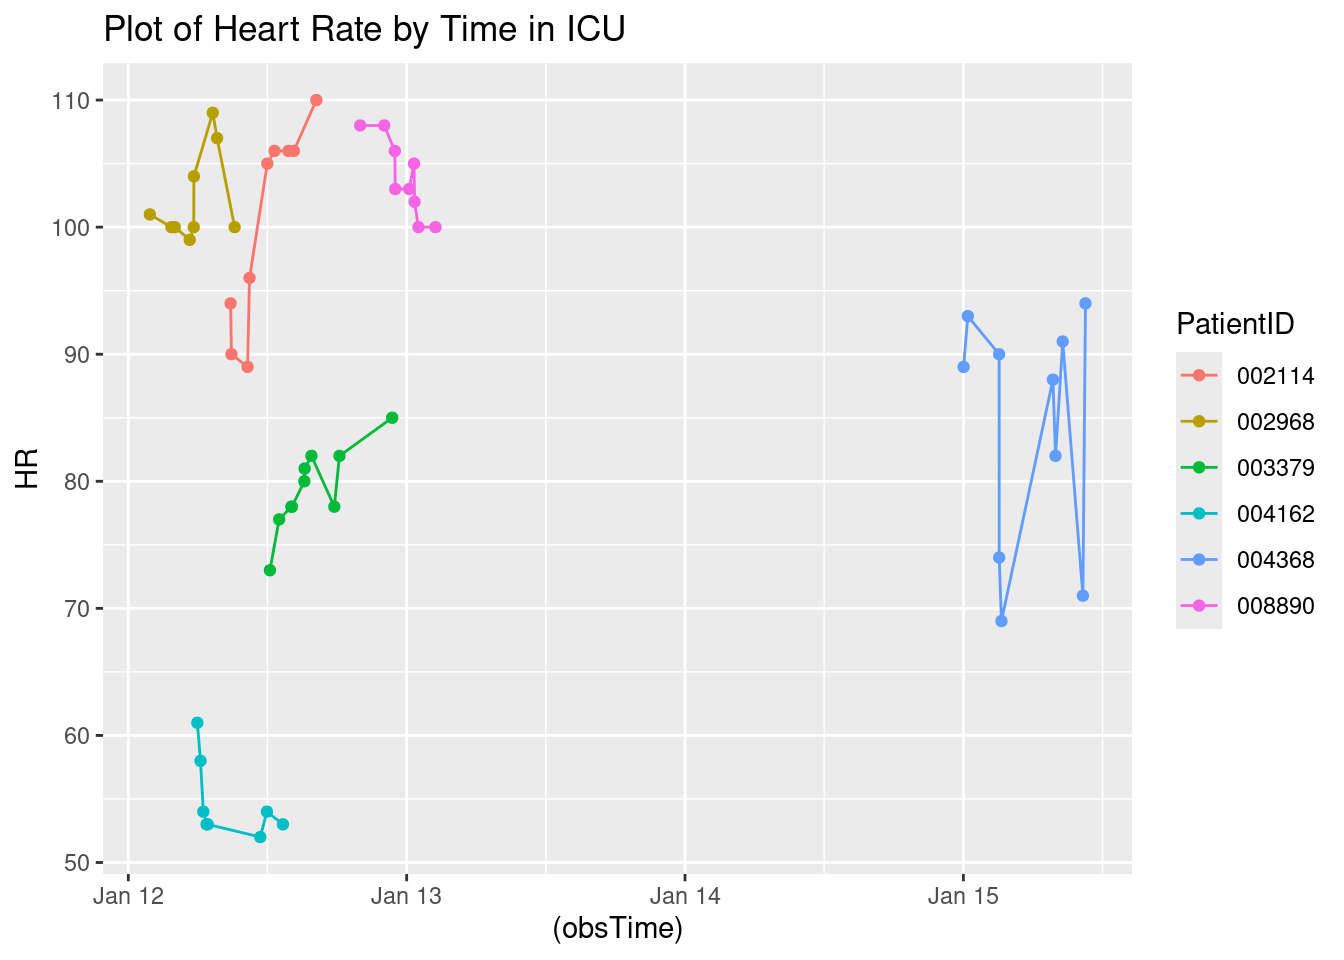 Plot of Heart Rate by Time in ICU
110
100
90
80
70
60
50
HR
Jan 12 Jan 13 Jan 14 Jan 15
(obsTime)
PatientID
002114
002968
003379
004162
004368
008890